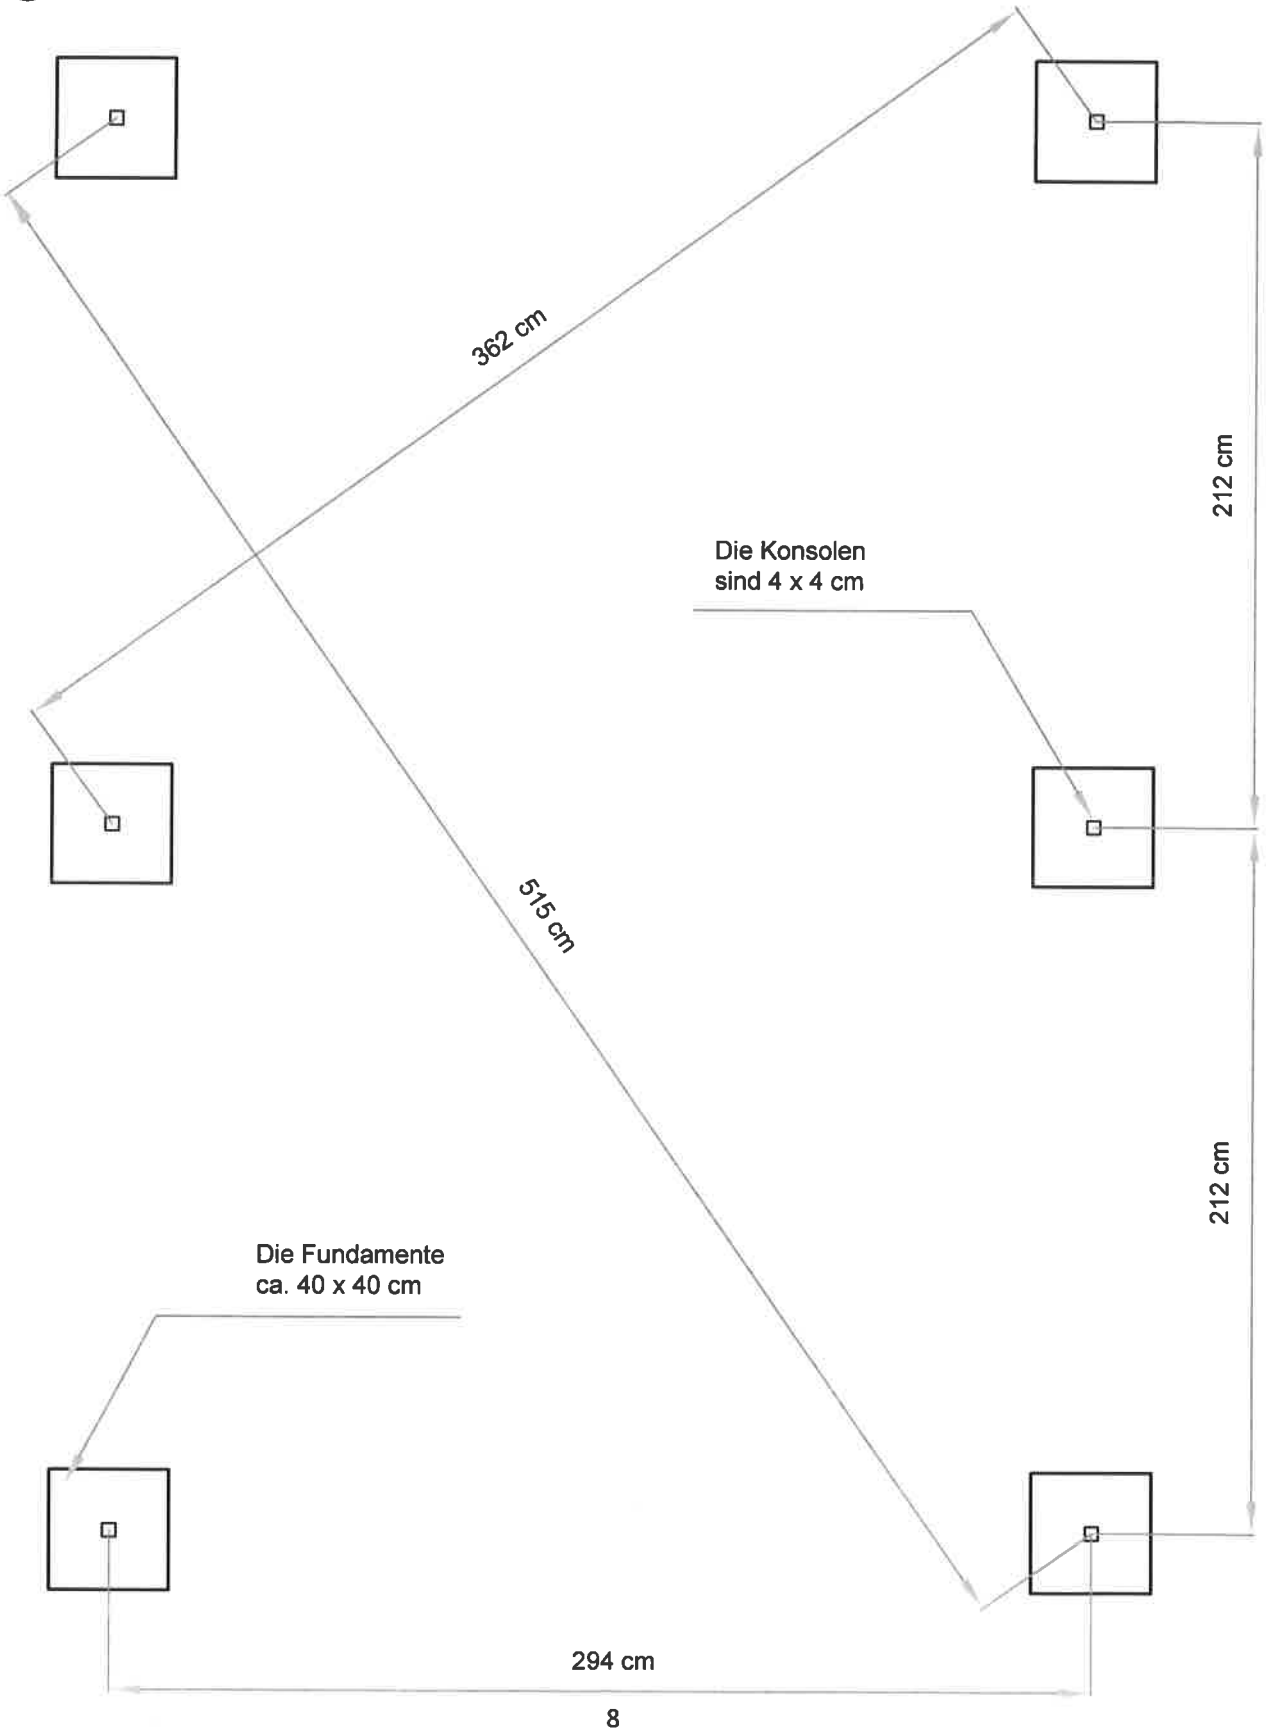 362 cm
212 cm
Die Konsolen
sind 4 x 4 cm
515 cm
212 cm
Die Fundamente
ca. 40 x 40 cm
294 cm
8